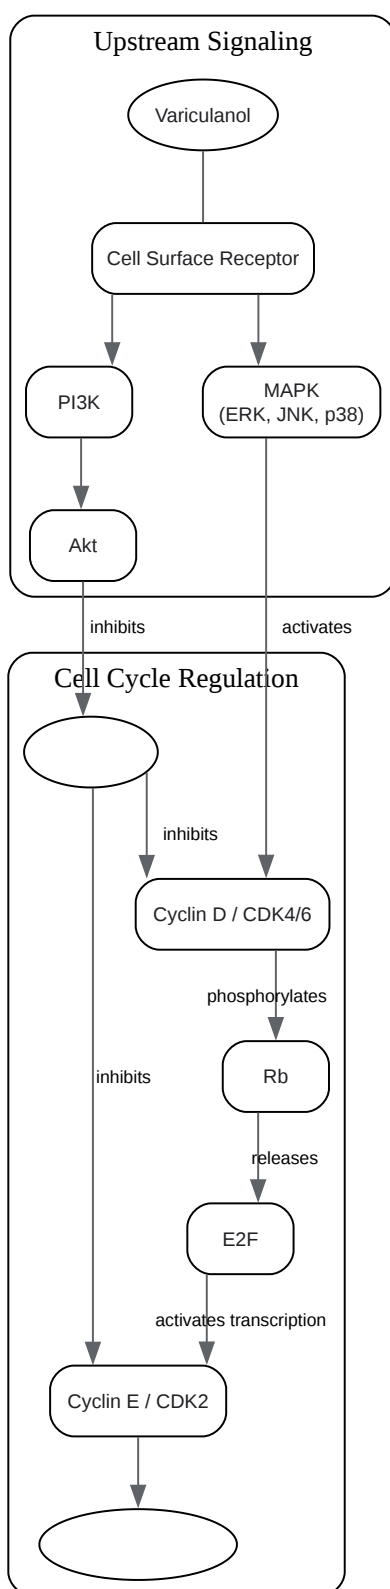 Upstream Signaling
Variculanol
Cell Surface Receptor
PI3K
MAPK
(ERK, JNK, p38)
Akt
inhibits
activates
Cell Cycle Regulation
inhibits
Cyclin D / CDK4/6
phosphorylates
inhibits
Rb
releases
E2F
activates transcription
Cyclin E / CDK2